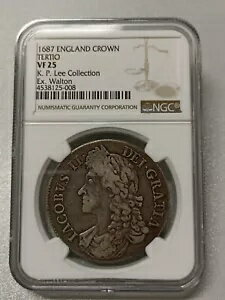 1687 ENGLAND CROWN
TERTIO
VF 25
K. P. Lee Collection
Ex. Walton
4538125-008
NUMISMATIC GUARANTY CORPORATION
NGC
IACOBVS II DEI GRATIA